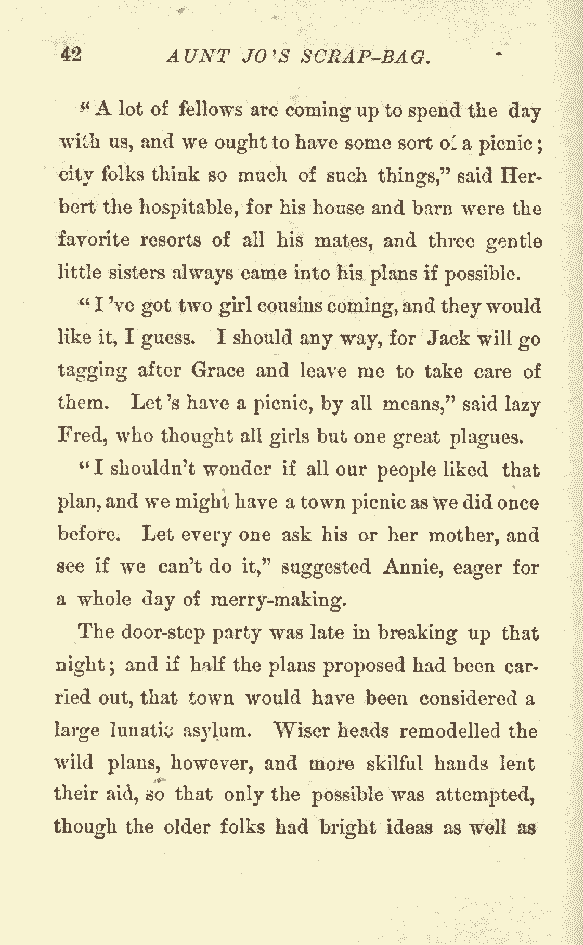 42 AUNT JO'S SCRAP-BAG.
"A lot of fellows are coming up to spend the day
with us, and we ought to have some sort of a picnic;
city folks think so much of such things," said Her-
bert the hospitable, for his house and barn were the
favorite resorts of all his mates, and three gentle
little sisters always came into his plans if possible.
"I 've got two girl cousins coming, and they would
like it, I guess. I should any way, for Jack will go
tagging after Grace and leave me to take care of
them. Let 's have a picnic, by all means," said lazy
Fred, who thought all girls but one great plagues.
"I shouldn't wonder if all our people liked that
plan, and we might have a town picnic as we did once
before. Let every one ask his or her mother, and
see if we can't do it," suggested Annie, eager for
a whole day of merry-making.
The door-step party was late in breaking up that
night; and if half the plans proposed had been car-
ried out, that town would have been considered a
large lunatic asylum. Wiser heads remodelled the
wild plans, however, and more skilful hands lent
their aid, so that only the possible was attempted,
though the older folks had bright ideas as well as